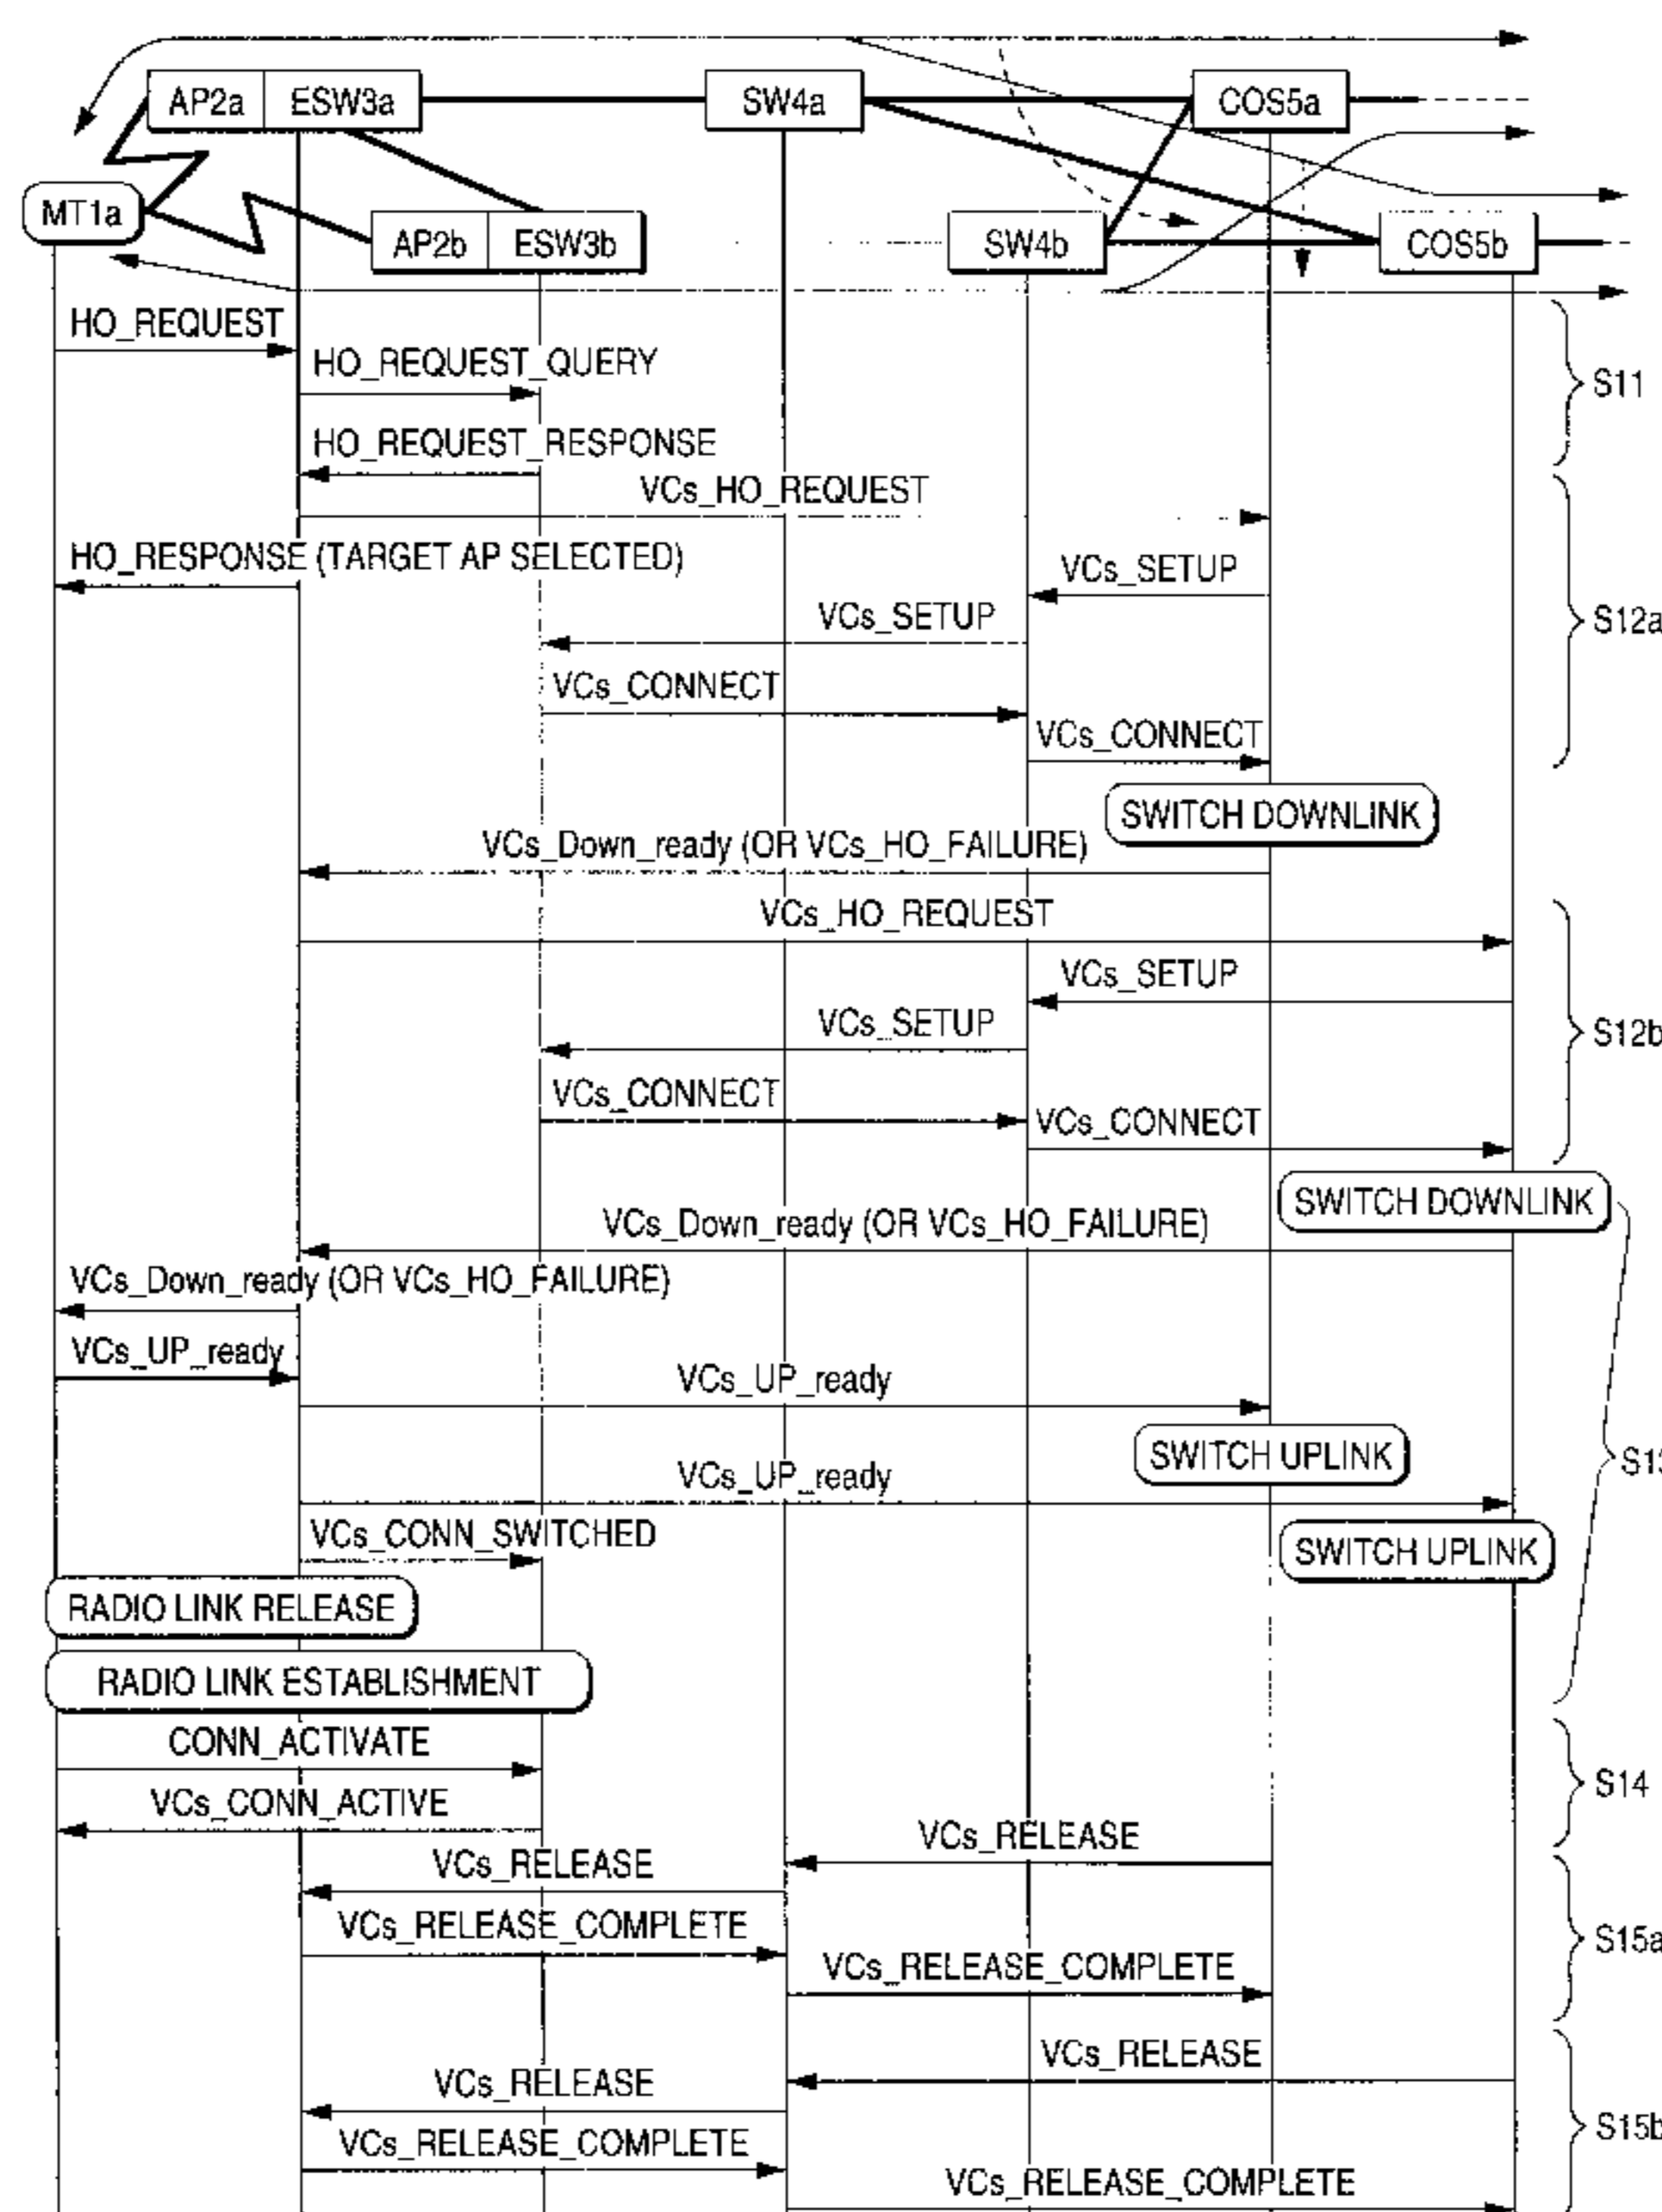 AP2a ESW3a SW4a COS5a
MT1a
AP2b ESW3b SW4b COS5b
HO_REQUEST
HO_REQUEST_QUERY
S11
HO_REQUEST_RESPONSE
VCs_HO_REQUEST
HO_RESPONSE (TARGET AP SELECTED)
VCs_SETUP
VCs_SETUP
S12a
VCs_CONNECT
VCs_CONNECT
SWITCH DOWNLINK
VCs_Down_ready (OR VCs_HO_FAILURE)
VCs_HO_REQUEST
VCs_SETUP
VCs_SETUP
S12b
VCs_CONNECT
VCs_CONNECT
SWITCH DOWNLINK
VCs_Down_ready (OR VCs_HO_FAILURE)
VCs_Down_ready (OR VCs_HO_FAILURE)
VCs_UP_ready
VCs_UP_ready
SWITCH UPLINK
S13
VCs_UP_ready
VCs_CONN_SWITCHED
SWITCH UPLINK
RADIO LINK RELEASE
RADIO LINK ESTABLISHMENT
CONN_ACTIVATE
S14
VCs_CONN_ACTIVE
VCs_RELEASE
VCs_RELEASE
VCs_RELEASE_COMPLETE
S15a
VCs_RELEASE_COMPLETE
VCs_RELEASE
VCs_RELEASE
S15b
VCs_RELEASE_COMPLETE
VCs_RELEASE_COMPLETE